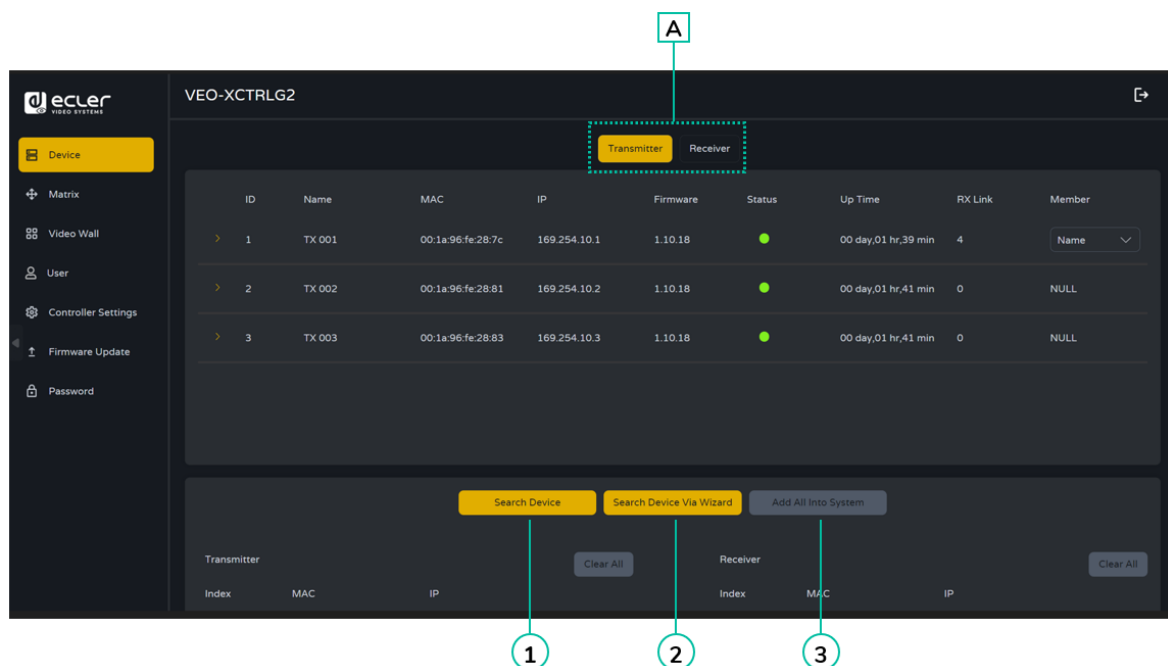 A
ecler
VIDEO SYSTEMS
VEO-XCTRLG2
Device
Matrix
Video Wall
User
Controller Settings
Firmware Update
Password
Transmitter Receiver
ID Name MAC IP Firmware Status Up Time RX Link Member
1 TX 001 00:1a:96:fe:28:7c 169.254.10.1 1.10.18 00 day,01 hr,39 min 4 Name
2 TX 002 00:1a:96:fe:28:81 169.254.10.2 1.10.18 00 day,01 hr,41 min 0 NULL
3 TX 003 00:1a:96:fe:28:83 169.254.10.3 1.10.18 00 day,01 hr,41 min 0 NULL
Search Device Search Device Via Wizard Add All Into System
Transmitter Clear All Receiver Clear All
Index MAC IP Index MAC IP
1 2 3